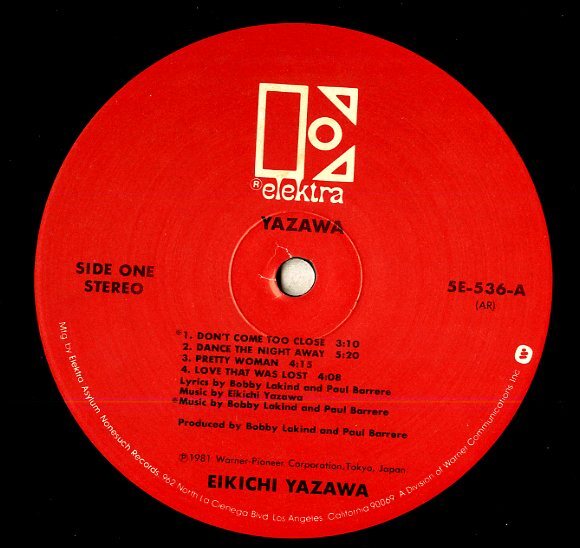 ® elektra
YAZAWA
SIDE ONE
STEREO
5E-536-A
(AR)
*1. DON'T COME TOO CLOSE 3:10
2. DANCE THE NIGHT AWAY 5:20
3. PRETTY WOMAN 4:15
4. LOVE THAT WAS LOST 4:08
Lyrics by Bobby Lakind and Paul Barrere
Music by Eikichi Yazawa
*Music by Bobby Lakind and Paul Barrere
Produced by Bobby Lakind and Paul Barrere
℗ 1981 Warner-Pioneer Corporation, Tokyo, Japan
EIKICHI YAZAWA
Mfg. by Elektra Asylum Nonesuch Records, 962 North La Cienega Blvd. Los Angeles, California 90069. A Division of Warner Communications Inc.